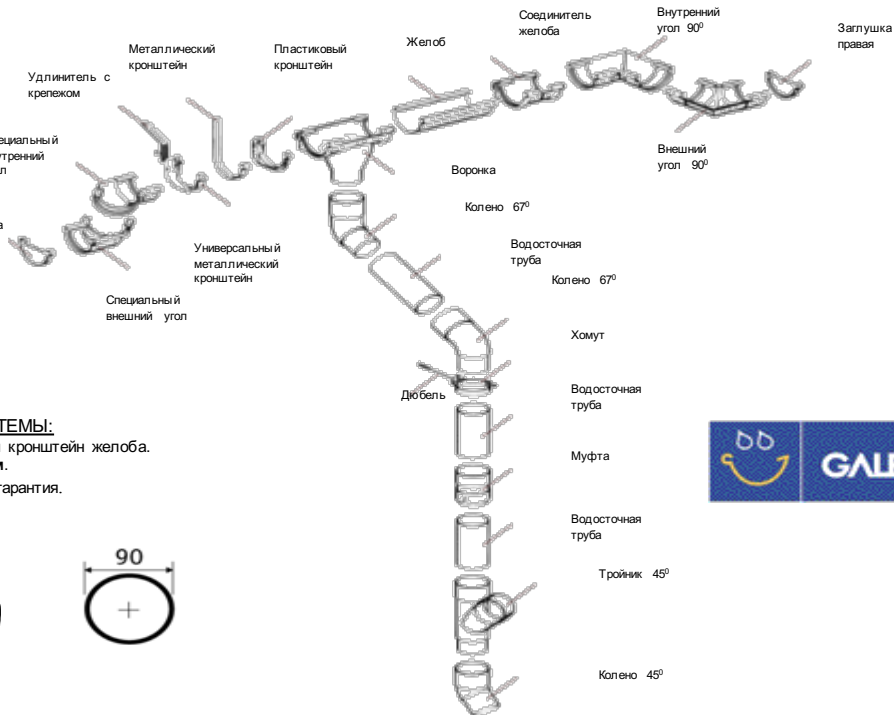 Соединитель
желоба
Внутренний
угол 90⁰
Заглушка
правая
Металлический
кронштейн
Пластиковый
кронштейн
Желоб
Удлинитель с
крепежом
Внешний
угол 90⁰
Воронка
Колено 67⁰
Универсальный
металлический
кронштейн
Водосточная
труба
Колено 67⁰
Специальный
внешний угол
Хомут
Дюбель
Водосточная
труба
кронштейн желоба.
Муфта
Водосточная
труба
90
Тройник 45⁰
Колено 45⁰